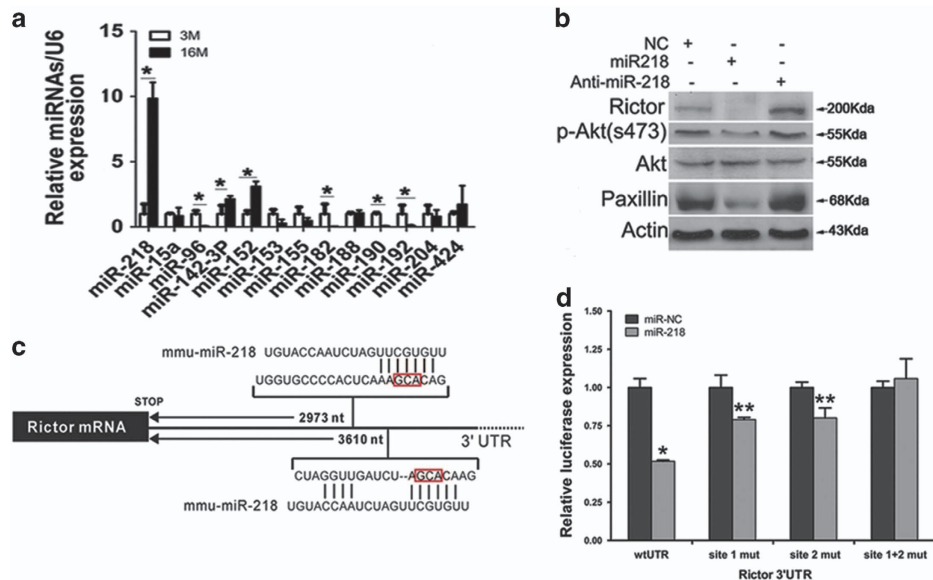 a
Relative miRNAs/U6
expression
15
10
5
0
3M
16M
*
*
*
*
*
*
*
miR-218
miR-15a
miR-96
miR-142-3P
miR-152
miR-153
miR-155
miR-182
miR-188
miR-190
miR-192
miR-204
miR-424
b
NC + - -
miR218 - + -
Anti-miR-218 - - +
Rictor 200Kda
p-Akt(s473) 55Kda
Akt 55Kda
Paxillin 68Kda
Actin 43Kda
c
mmu-miR-218 UGUACCAAUCUAGUUCGUGUU
UGGUGCCCCACUCAAAGCACAG
STOP
Rictor mRNA
2973 nt
3610 nt
3' UTR
CUAGGUUGAUCU--AGCACAAG
mmu-miR-218 UGUACCAAUCUAGUUCGUGUU
d
Relative luciferase expression
1.50
1.25
1.00
0.75
0.50
0.25
0.00
miR-NC
miR-218
*
**
**
wtUTR
site 1 mut
site 2 mut
site 1+2 mut
Rictor 3'UTR